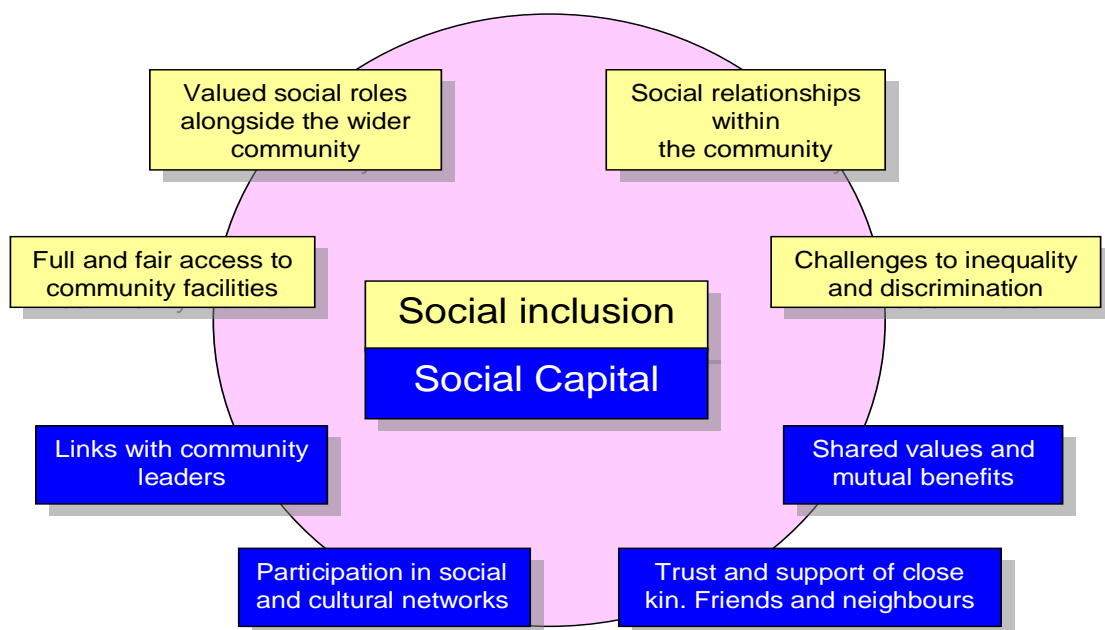 Valued social roles
alongside the wider
community
Social relationships
within
the community
Full and fair access to
community facilities
Challenges to inequality
and discrimination
Social inclusion
Social Capital
Links with community
leaders
Shared values and
mutual benefits
Participation in social
and cultural networks
Trust and support of close
kin. Friends and neighbours